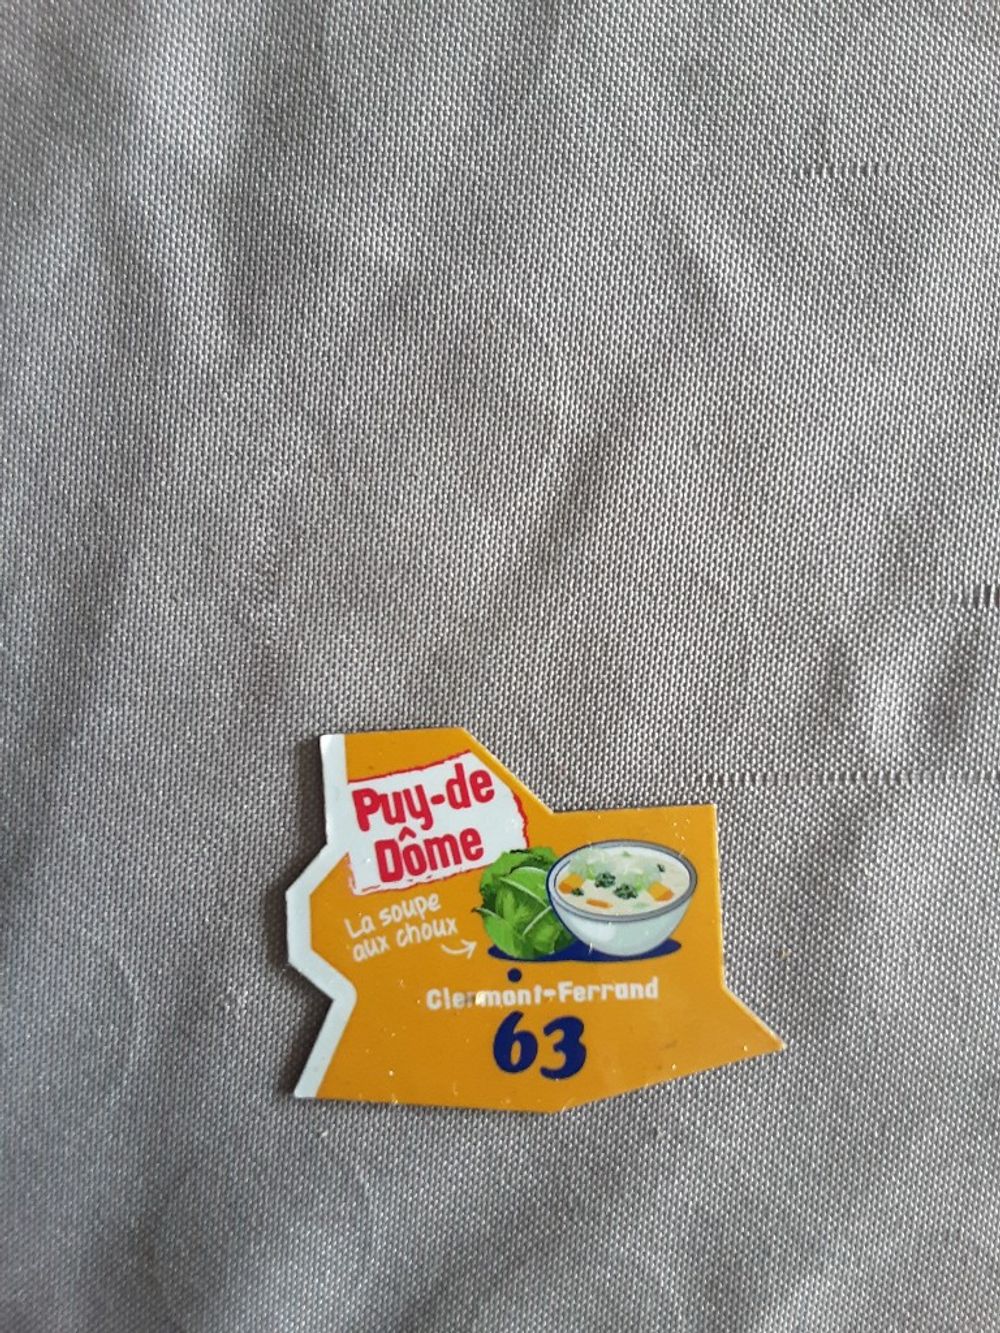 Puy-de
Dôme
La soupe
aux choux
Clermont-Ferrand
63